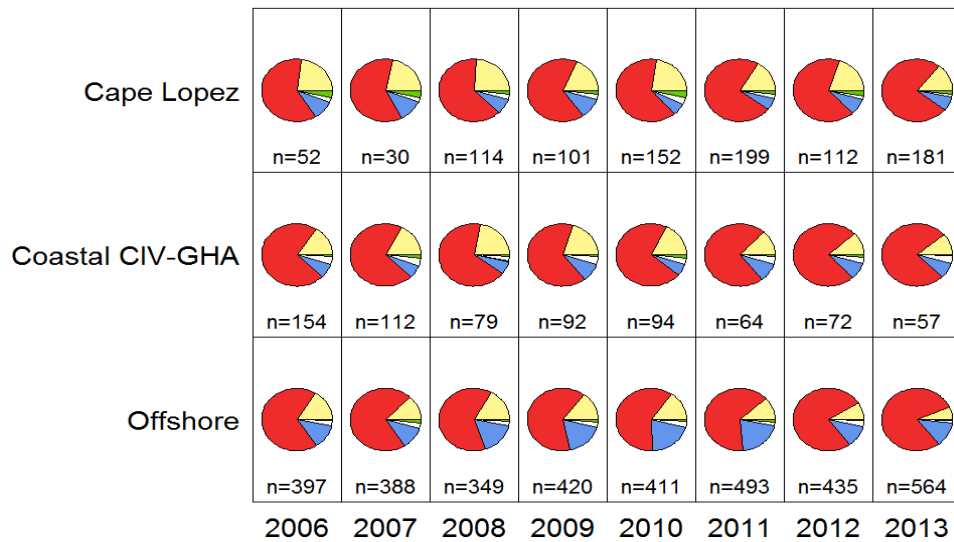 Cape Lopez
n=52 n=30 n=114 n=101 n=152 n=199 n=112 n=181
Coastal CIV-GHA
n=154 n=112 n=79 n=92 n=94 n=64 n=72 n=57
Offshore
n=397 n=388 n=349 n=420 n=411 n=493 n=435 n=564
2006 2007 2008 2009 2010 2011 2012 2013